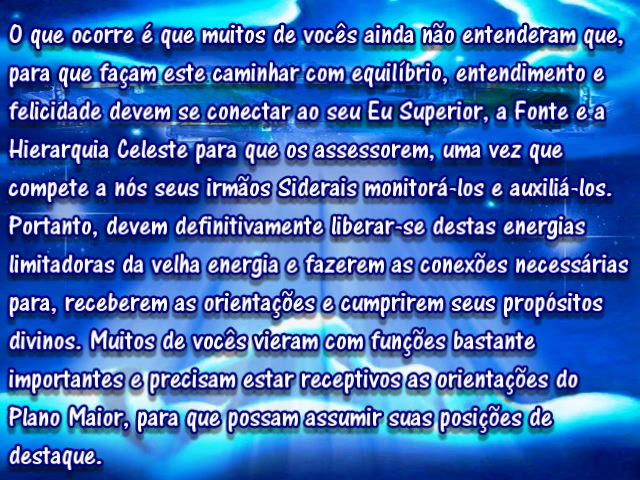 O que ocorre é que muitos de vocês ainda não entenderam que,
para que façam este caminhar com equilíbrio, entendimento e
felicidade devem se conectar ao seu Eu Superior, a Fonte e a
Hierarquia Celeste para que os assessorem, uma vez que
compete a nós seus irmãos Siderais monitorá-los e auxiliá-los.
Portanto, devem definitivamente liberar-se destas energias
limitadoras da velha energia e fazerem as conexões necessárias
para, receberem as orientações e cumprirem seus propósitos
divinos. Muitos de vocês vieram com funções bastante
importantes e precisam estar receptivos as orientações do
Plano Maior, para que possam assumir suas posições de
destaque.